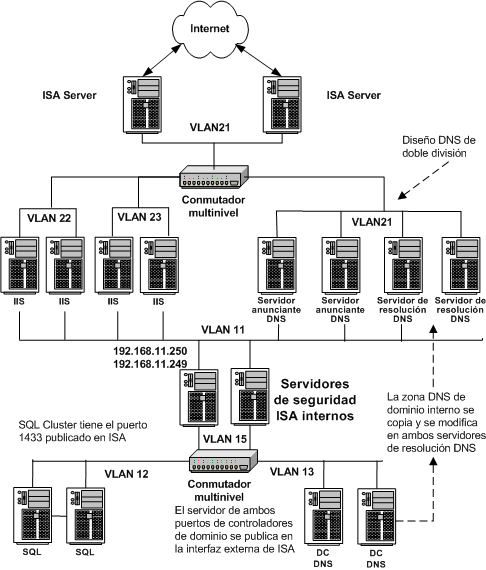 Internet
ISA Server
ISA Server
VLAN21
Diseño DNS de
doble división
Conmutador
multinivel
VLAN 22
VLAN 23
VLAN21
IIS
IIS
IIS
IIS
Servidor
anunciante
DNS
Servidor
anunciante
DNS
Servidor de
resolución
DNS
Servidor de
resolución
DNS
VLAN 11
192.168.11.250
192.168.11.249
Servidores
de seguridad
ISA internos
La zona DNS de
dominio interno se
copia y se modifica
en ambos servidores
de resolución DNS
SQL Cluster tiene el puerto
1433 publicado en ISA
VLAN 15
VLAN 12
VLAN 13
Conmutador
multinivel
El servidor de ambos
puertos de controladores
de dominio se publica en
la interfaz externa de ISA
SQL
SQL
DC
DNS
DC
DNS